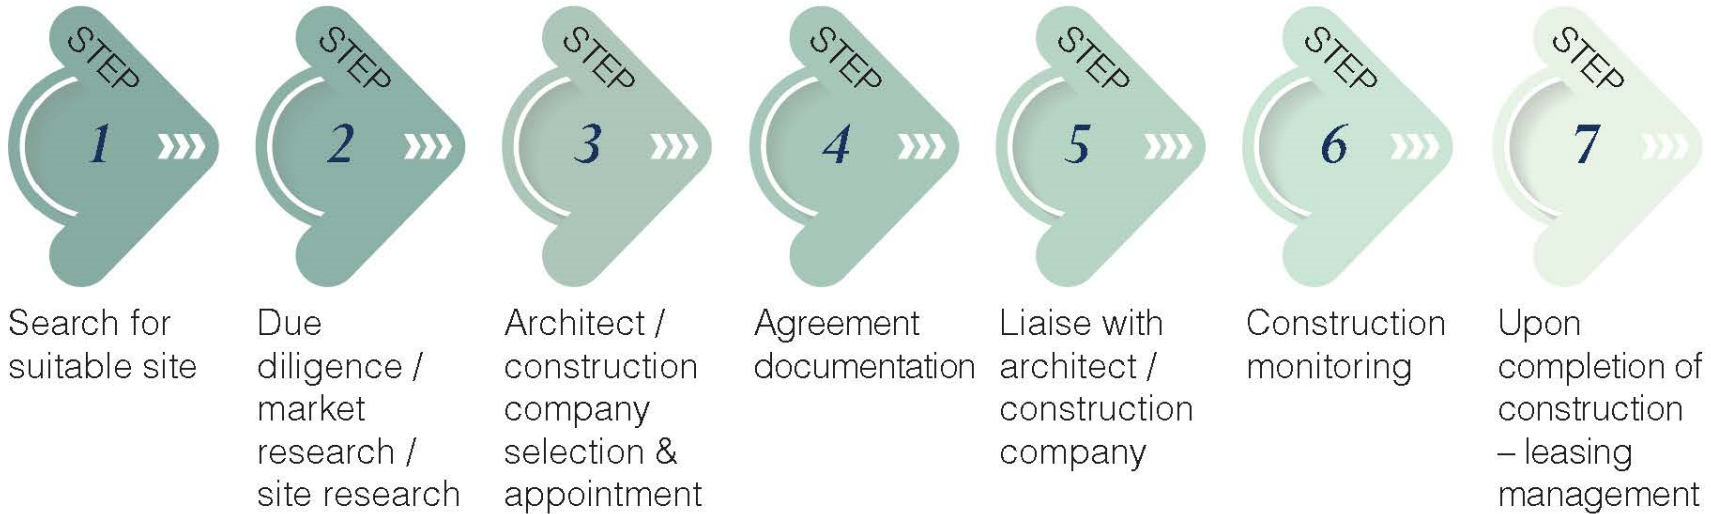 STEP
1
Search for
suitable site
STEP
2
Due
diligence /
market
research /
site research
STEP
3
Architect /
construction
company
selection &
appointment
STEP
4
Agreement
documentation
STEP
5
Liaise with
architect /
construction
company
STEP
6
Construction
monitoring
STEP
7
Upon
completion of
construction
– leasing
management